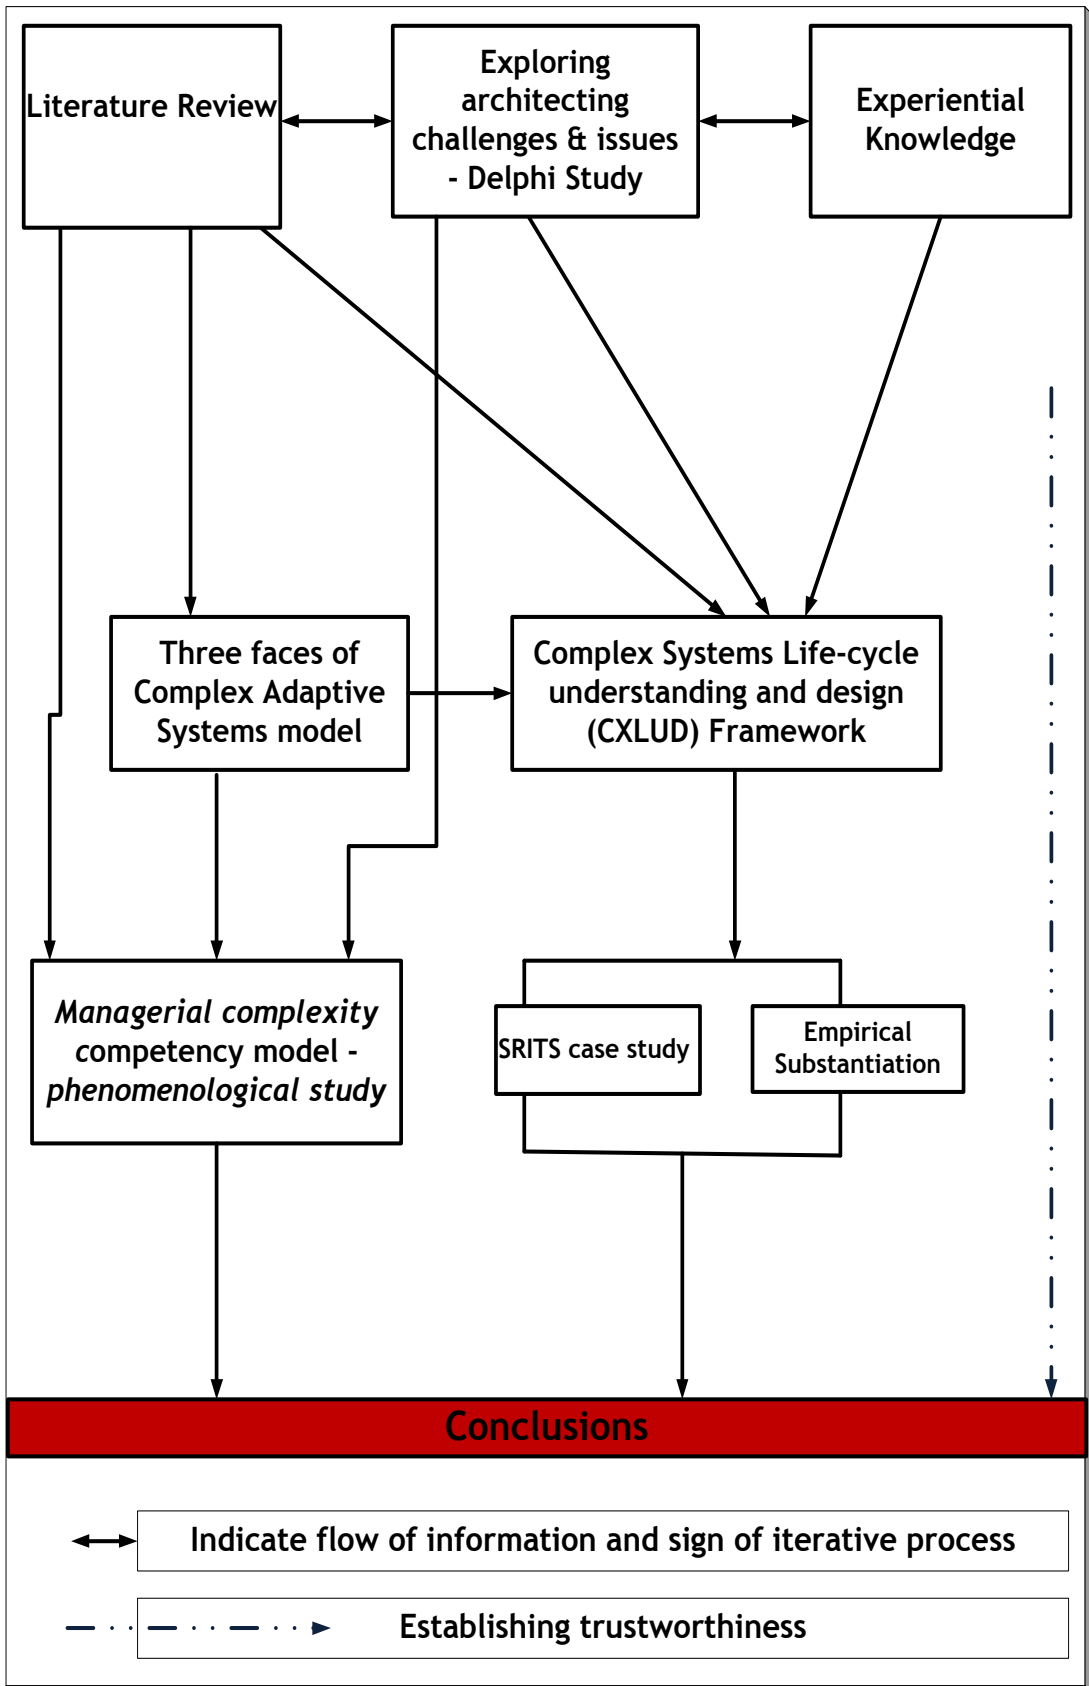 Literature Review
Exploring
architecting
challenges & issues
- Delphi Study
Experiential
Knowledge
Three faces of
Complex Adaptive
Systems model
Complex Systems Life-cycle
understanding and design
(CXLUD) Framework
Managerial complexity
competency model -
phenomenological study
SRITS case study
Empirical
Substantiation
Conclusions
Indicate flow of information and sign of iterative process
Establishing trustworthiness